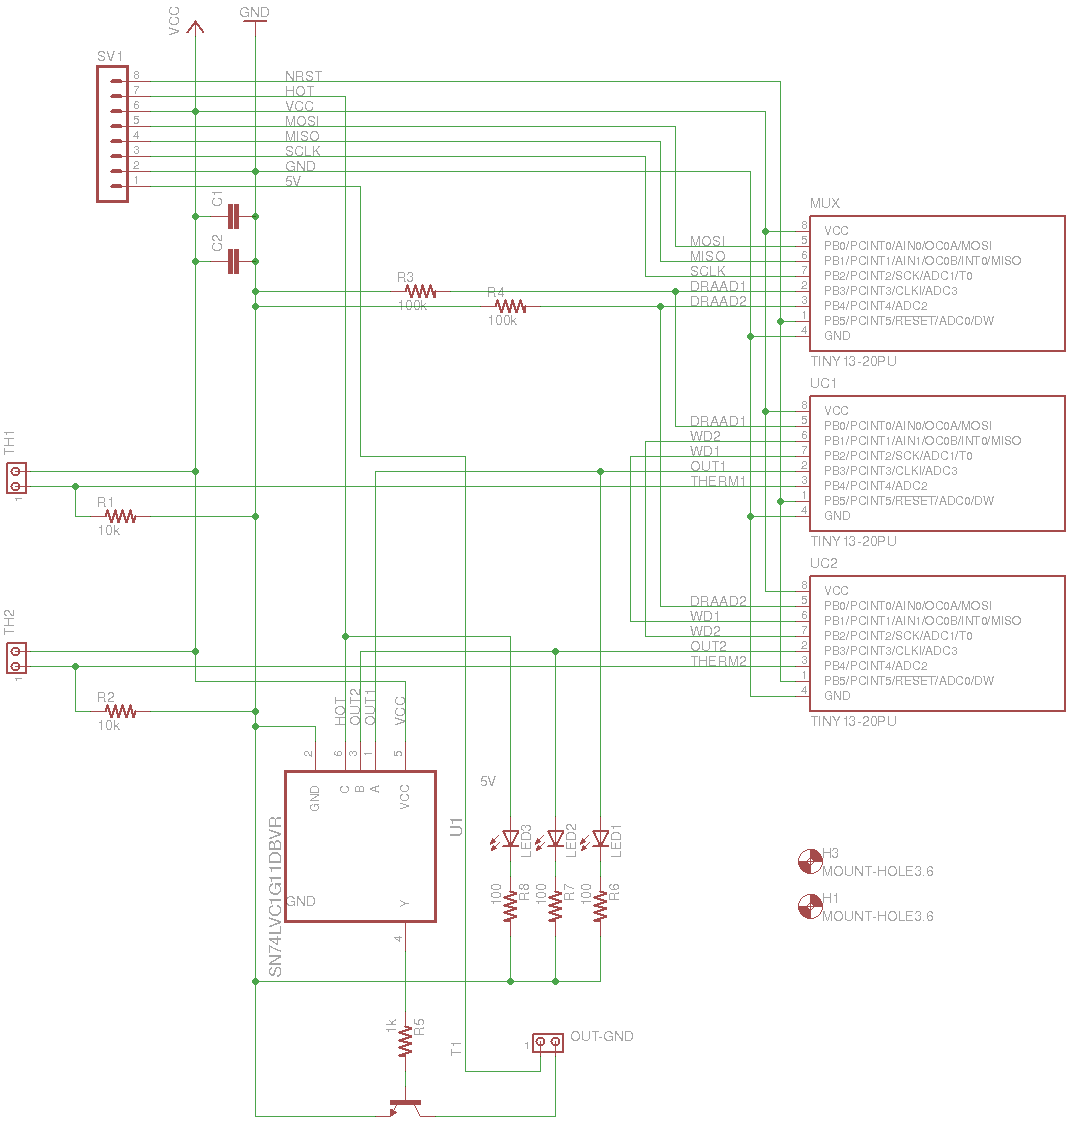 VCC
GND
SV1
8
7
6
5
4
3
2
1
NRST
HOT
VCC
MOSI
MISO
SCLK
GND
5V
C1
C2
R3
100k
R4
100k
MOSI
MISO
SCLK
DRAAD1
DRAAD2
MUX
8 VCC
5 PB0/PCINT0/AIN0/OC0A/MOSI
6 PB1/PCINT1/AIN1/OC0B/INT0/MISO
7 PB2/PCINT2/SCK/ADC1/T0
2 PB3/PCINT3/CLKI/ADC3
3 PB4/PCINT4/ADC2
1 PB5/PCINT5/RESET/ADC0/DW
4 GND
TINY13-20PU
DRAAD1
WD2
WD1
OUT1
THERM1
UC1
8 VCC
5 PB0/PCINT0/AIN0/OC0A/MOSI
6 PB1/PCINT1/AIN1/OC0B/INT0/MISO
7 PB2/PCINT2/SCK/ADC1/T0
2 PB3/PCINT3/CLKI/ADC3
3 PB4/PCINT4/ADC2
1 PB5/PCINT5/RESET/ADC0/DW
4 GND
TINY13-20PU
DRAAD2
WD1
WD2
OUT2
THERM2
UC2
8 VCC
5 PB0/PCINT0/AIN0/OC0A/MOSI
6 PB1/PCINT1/AIN1/OC0B/INT0/MISO
7 PB2/PCINT2/SCK/ADC1/T0
2 PB3/PCINT3/CLKI/ADC3
3 PB4/PCINT4/ADC2
1 PB5/PCINT5/RESET/ADC0/DW
4 GND
TINY13-20PU
TH1
1
R1
10k
TH2
1
R2
10k
HOT
OUT2
OUT1
VCC
2
6
3
1
5
GND
C
B
A
VCC
GND
Y
4
U1
SN74LVC1G11DBVR
5V
LED3
LED2
LED1
100
R8
100
R7
100
R6
1k
R5
T1
1
OUT-GND
H3
MOUNT-HOLE3.6
H1
MOUNT-HOLE3.6